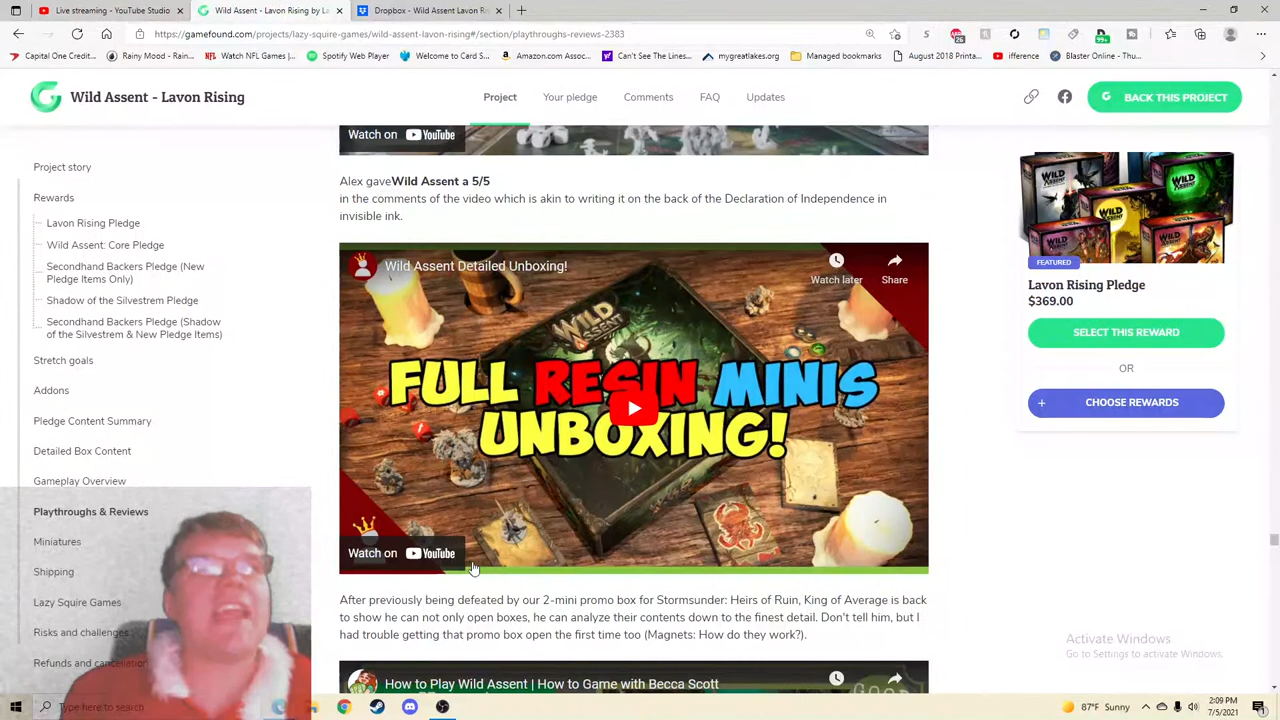 Live streaming - YouTube Studio
Wild Assent - Lavon Rising by L
Dropbox - Wild Assent - Lavon R
https://gamefound.com/projects/lazy-squire-games/wild-assent-lavon-rising#/section/playthroughs-reviews-2383
26
99+
Capital One Credit...
Rainy Mood - Rain...
Watch NFL Games |...
Spotify Web Player
Welcome to Card S...
Amazon.com Assoc...
Can't See the Lines...
mygreatlakes.org
Managed bookmarks
August 2018 Printa...
ifference
Blaster Online - Thu...
Wild Assent - Lavon Rising
Project
Your pledge
Comments
FAQ
Updates
BACK THIS PROJECT
Project story
Rewards
Lavon Rising Pledge
Wild Assent: Core Pledge
Secondhand Backers Pledge (New
Pledge Items Only)
Shadow of the Silvestrem Pledge
Secondhand Backers Pledge (Shadow
of the Silvestrem & New Pledge Items)
Stretch goals
Addons
Pledge Content Summary
Detailed Box Content
Gameplay Overview
Playthroughs & Reviews
Miniatures
Shipping
Lazy Squire Games
Risks and challenges
Refunds and cancellation
Watch on YouTube
Alex gaveWild Assent a 5/5
in the comments of the video which is akin to writing it on the back of the Declaration of Independence in
invisible ink.
Wild Assent Detailed Unboxing!
Watch later
Share
WILD
ASSENT
FULL RESIN MINIS
UNBOXING!
Watch on YouTube
After previously being defeated by our 2-mini promo box for Stormsunder: Heirs of Ruin, King of Average is back
to show he can not only open boxes, he can analyze their contents down to the finest detail. Don't tell him, but I
had trouble getting that promo box open the first time too (Magnets: How do they work?).
How to Play Wild Assent | How to Game with Becca Scott
WILD
ASSENT
FEATURED
Lavon Rising Pledge
$369.00
SELECT THIS REWARD
OR
+ CHOOSE REWARDS
Activate Windows
Go to Settings to activate Windows.
Type here to search
87°F Sunny
2:09 PM
7/5/2021